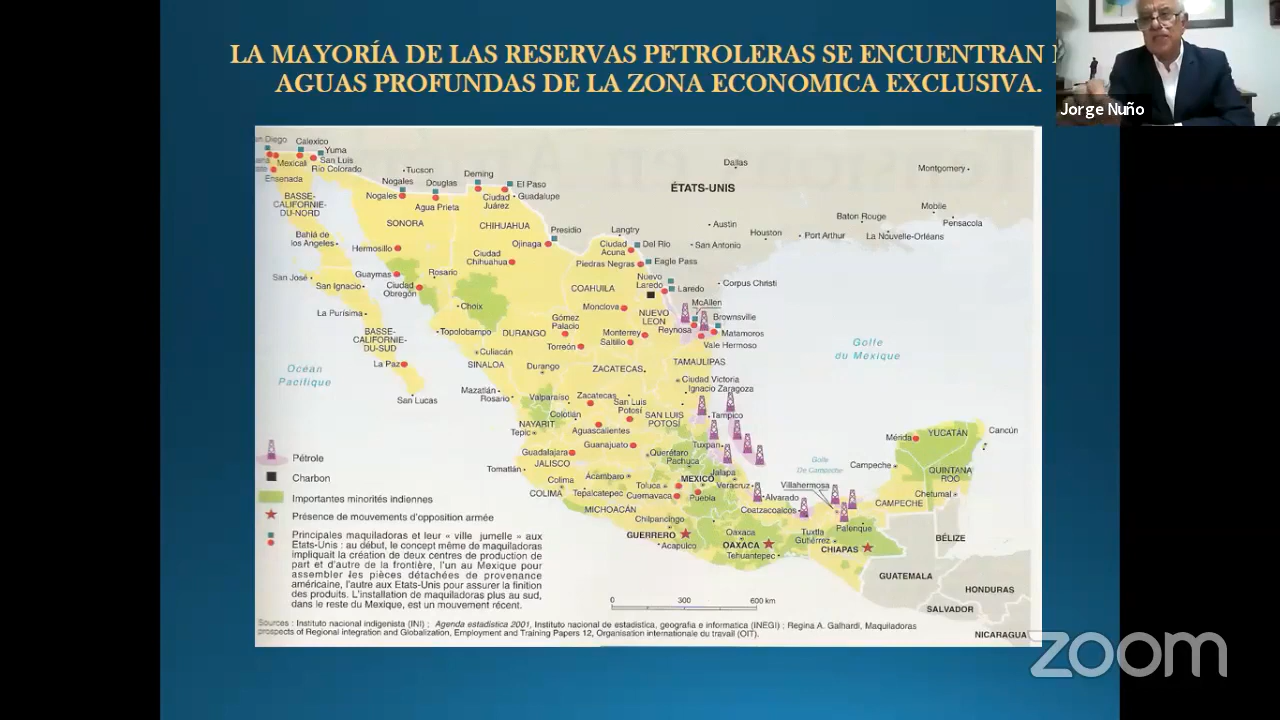 LA MAYORÍA DE LAS RESERVAS PETROLERAS SE ENCUENTRAN
AGUAS PROFUNDAS DE LA ZONA ECONOMICA EXCLUSIVA.
Jorge Nuño
Diego
Calexico
Yuma
Mexicali
San Luis
Río Colorado
Ensenada
Tucson
Nogales
Douglas
Deming
El Paso
Nogales
Agua Prieta
Ciudad
Juárez
Guadalupe
Dallas
Montgomery
ÉTATS-UNIS
BASSE-
CALIFORNIE-
DU-NORD
SONORA
CHIHUAHUA
Presidio
Langtry
Austin
Houston
Port Arthur
Baton Rouge
La Nouvelle-Orléans
Mobile
Pensacola
Bahiá de
los Angeles
Hermosillo
Ojinaga
Ciudad
Acuna
Del Rio
San Antonio
Ciudad
Chihuahua
Piedras Negras
Eagle Pass
San José
San Ignacio
Guaymas
Ciudad
Obregón
Rosario
COAHUILA
Nuevo
Laredo
Laredo
Corpus Christi
La Purísima
Choix
Monclova
NUEVO
LEON
McAllen
Brownsville
Reynosa
Matamoros
Vale Hermoso
BASSE-
CALIFORNIE-
DU-SUD
Topolobampo
DURANGO
Gómez
Palacio
Monterrey
Saltillo
Torreón
Golfe
du Mexique
Culiacán
SINALOA
Durango
ZACATECAS
TAMAULIPAS
La Paz
Océan
Pacifique
San Lucas
Mazatlán
Rosario
Valparaíso
Zacatecas
San Luis
Potosí
Ciudad Victoria
Ignacio Zaragoza
Colotlán
SAN LUIS
POTOSÍ
Tampico
NAYARIT
Tepic
Aguascalientes
Guanajuato
Tuxpan
Guadalajara
JALISCO
Querétaro
Pachuca
Mérida
YUCATÁN
Cancún
Tomatlán
Colima
COLIMA
Acámbaro
Tepalcatepec
Toluca
Cuernavaca
MEXICO
Puebla
Jalapa
Veracruz
Golfe
De Campeche
Campeche
QUINTANA
ROO
Chetumal
CAMPECHE
Villahermosa
Alvarado
Coatzacoalcos
MICHOACÁN
Chilpancingo
GUERRERO
Acapulco
Oaxaca
OAXACA
Tehuantepec
Tuxtla
Gutiérrez
Palenque
CHIAPAS
BÉLIZE
GUATEMALA
HONDURAS
SALVADOR
NICARAGUA
Pétrole
Charbon
Importantes minorités indiennes
Présence de mouvements d'opposition armée
Principales maquiladoras et leur « ville jumelle » aux
Etats-Unis : au début, le concept même de maquiladoras
impliquait la création de deux centres de production de
part et d'autre de la frontière, l'un au Mexique pour
assembler les pièces détachées de provenance
américaine, l'autre aux Etats-Unis pour assurer la finition
des produits. L'installation de maquiladoras plus au sud,
dans le reste du Mexique, est un mouvement récent.
0 300 600 km
Sources : Instituto nacional indigenista (INI) ; Agenda estadistica 2001, Instituto nacional de estadistica, geografia e informatica (INEGI) ; Regina A. Galhardi, Maquiladoras
prospects of Regional integration and Globalization, Employment and Training Papers 12, Organisation internationale du travail (OIT).
zoom